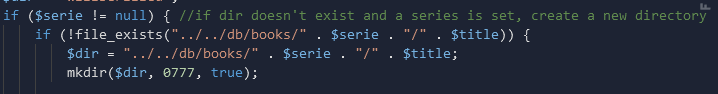 if ($serie != null) { //if dir doesn't exist and a series is set, create a new directory
if (!file_exists("../../db/books/" . $serie . "/" . $title)) {
$dir = "../../db/books/" . $serie . "/" . $title;
mkdir($dir, 0777, true);